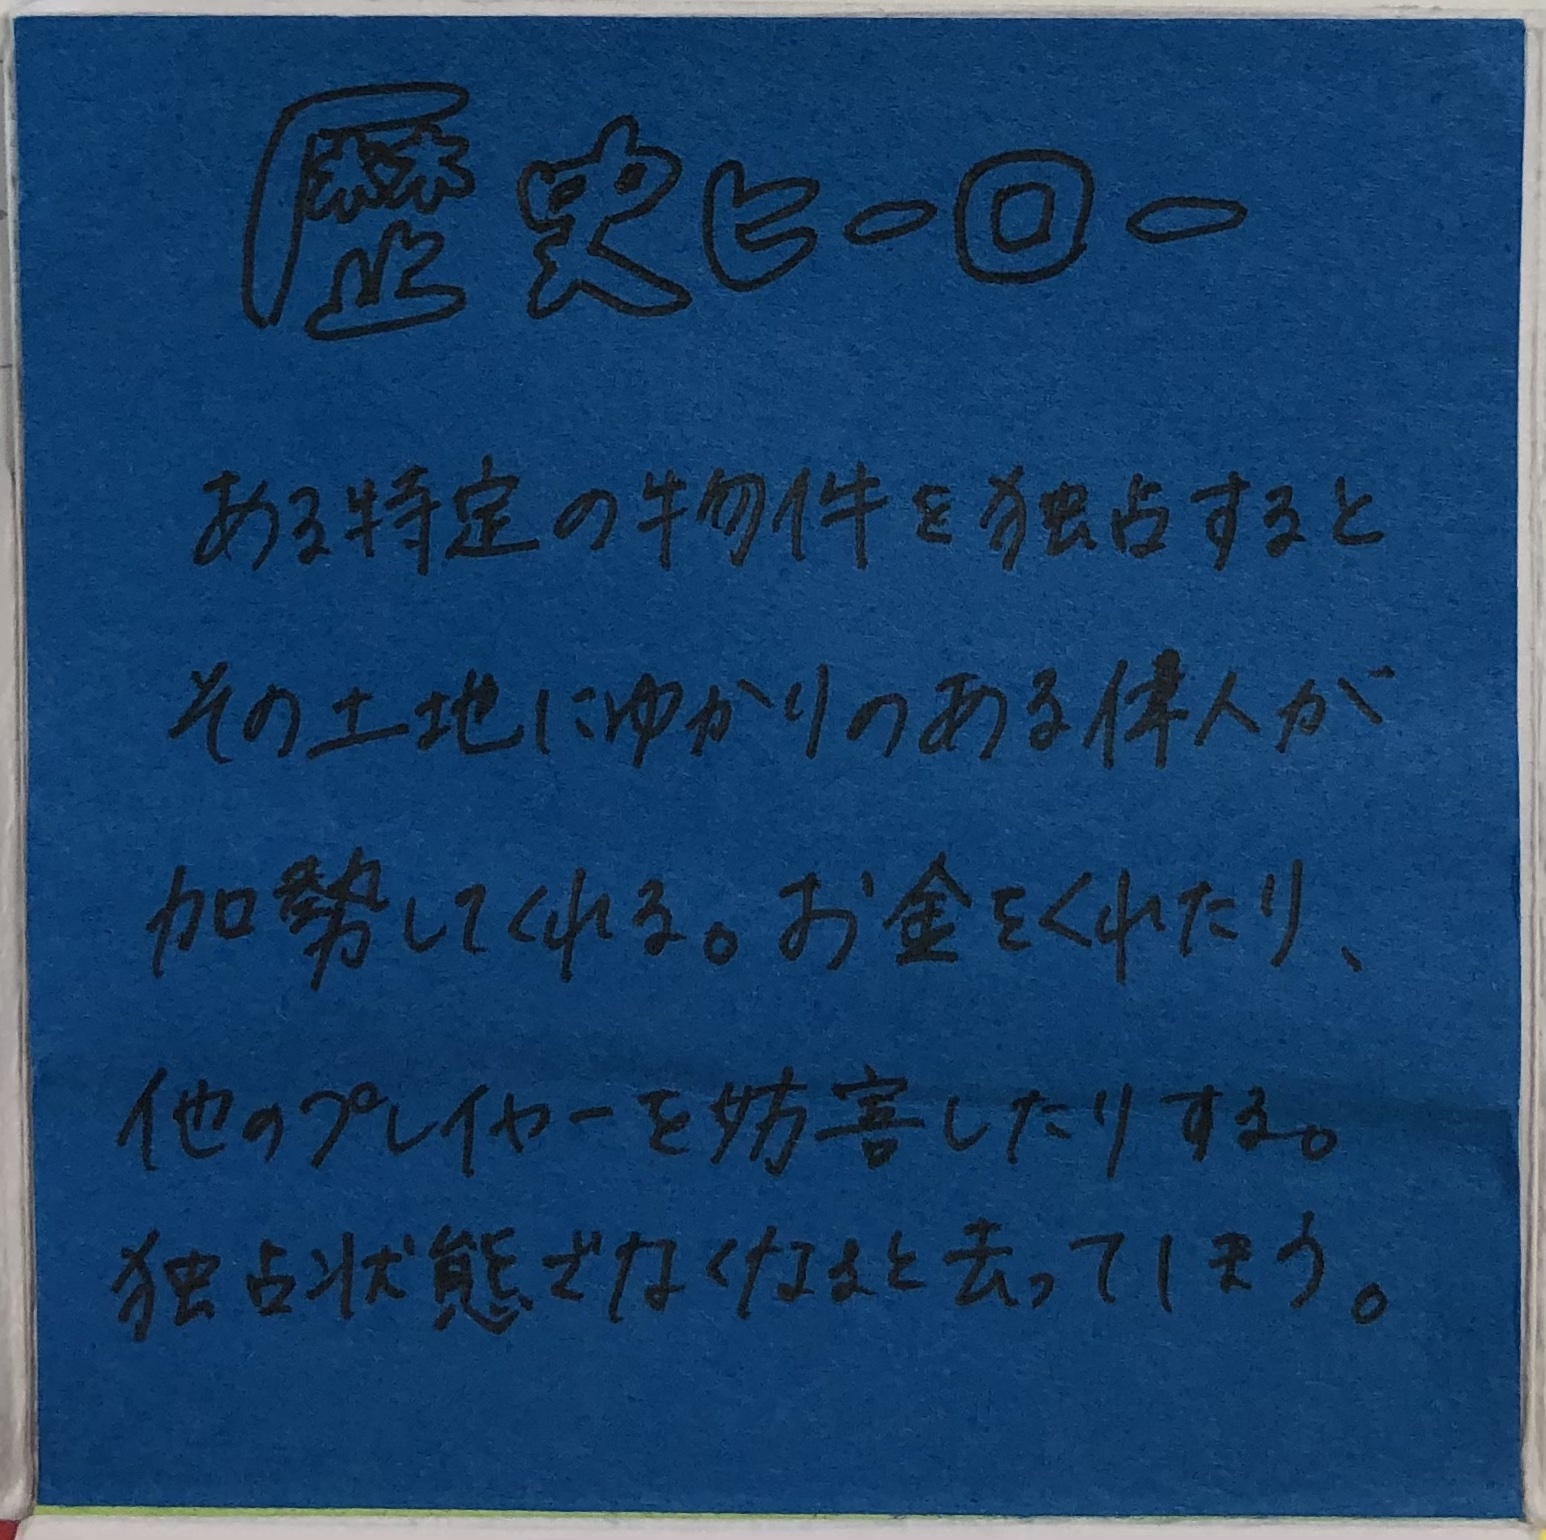 歴史ヒーロー
ある特定の物件を独占すると
その土地にゆかりのある偉人が
加勢してくれる。お金をくれたり、
他のプレイヤーを妨害したりする。
独占状態でなくなると去ってしまう。